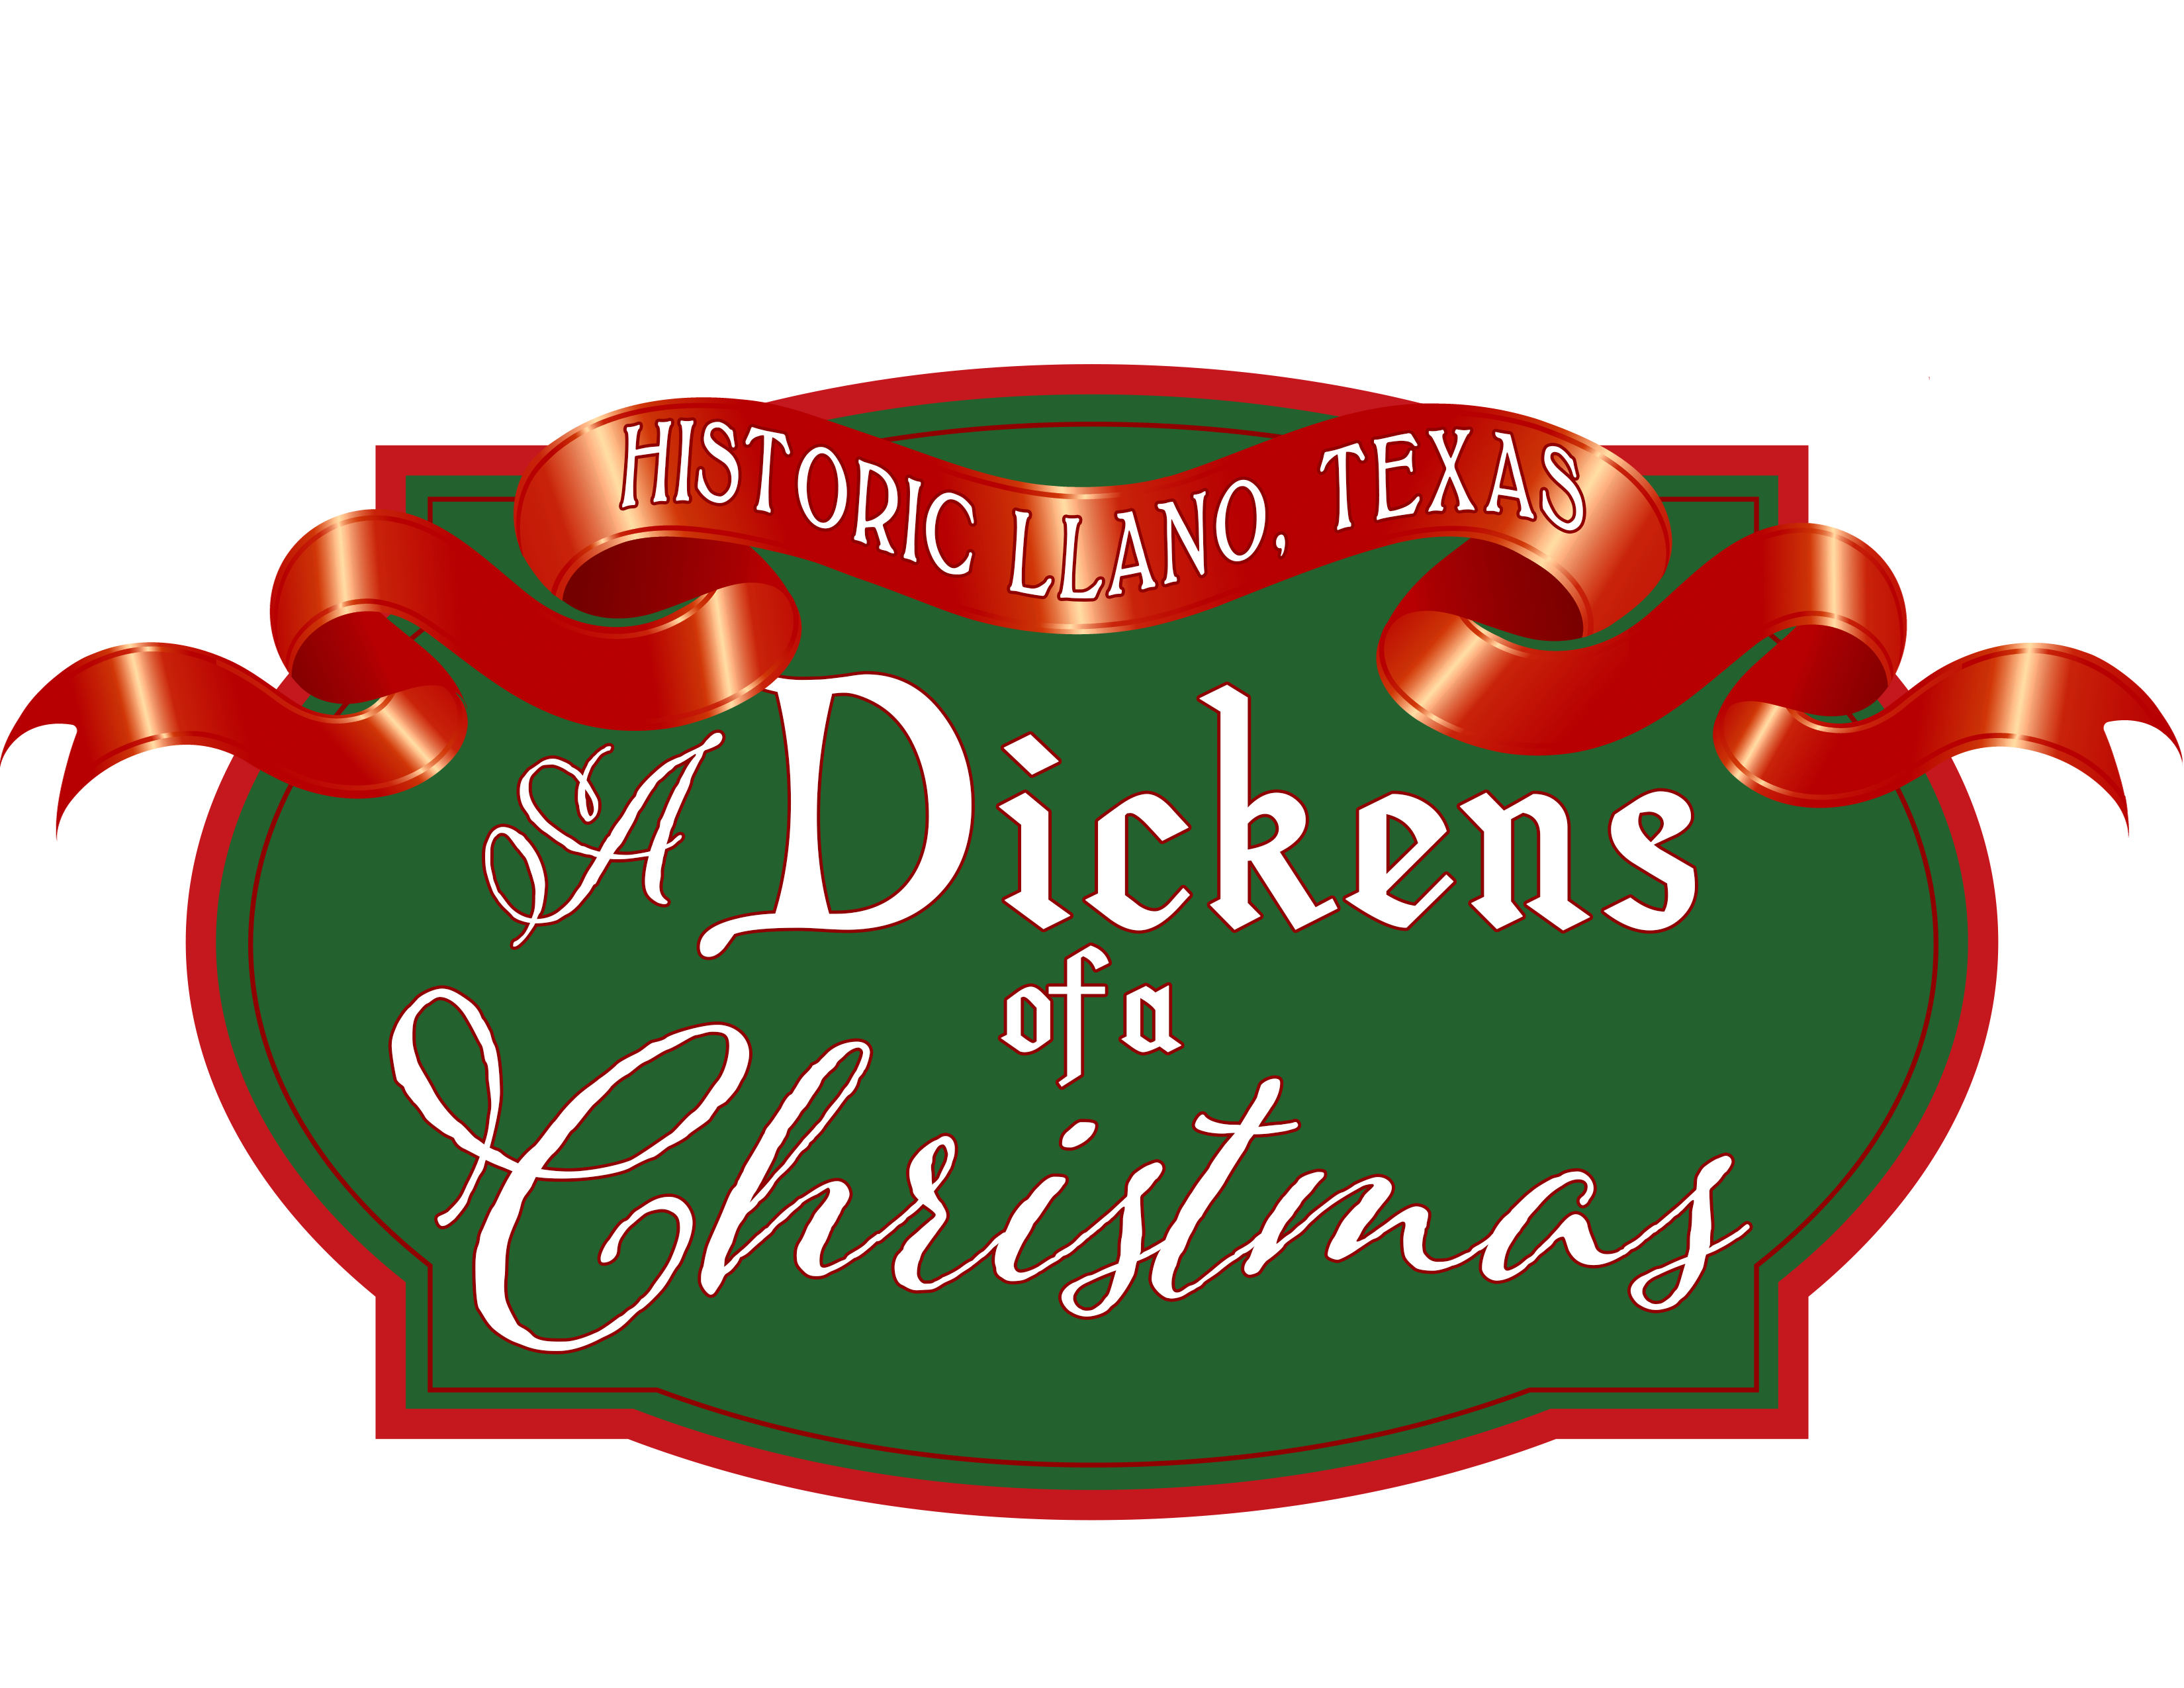 HISTORIC LLANO, TEXAS
A Dickens
of a
Christmas